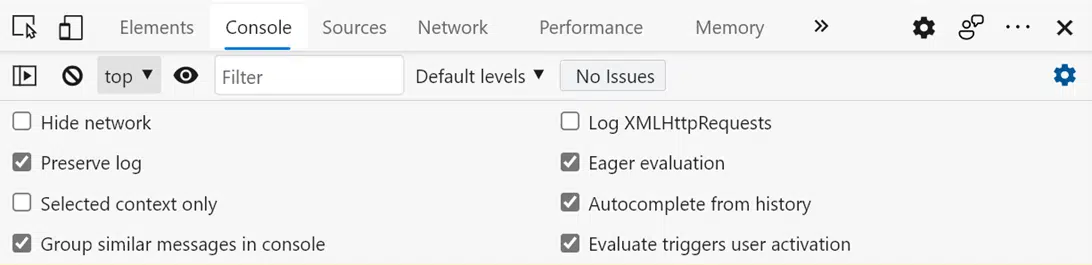 Elements Console Sources Network Performance Memory
top Filter Default levels No Issues
Hide network Log XMLHttpRequests
Preserve log Eager evaluation
Selected context only Autocomplete from history
Group similar messages in console Evaluate triggers user activation